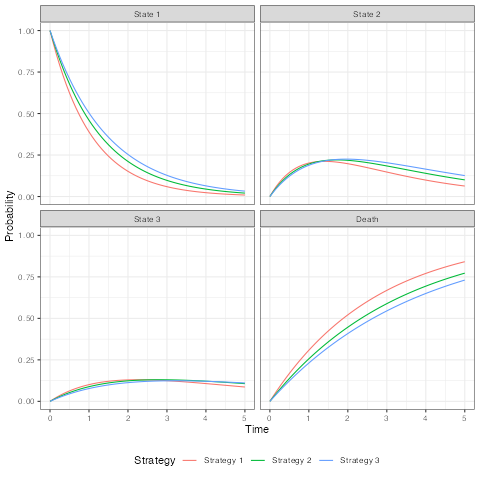 State 1 State 2
1.00
0.75
0.50
0.25
0.00
State 3 Death
1.00
0.75
0.50
0.25
0.00
0 1 2 3 4 5 0 1 2 3 4 5
Probability
Time
Strategy Strategy 1 Strategy 2 Strategy 3